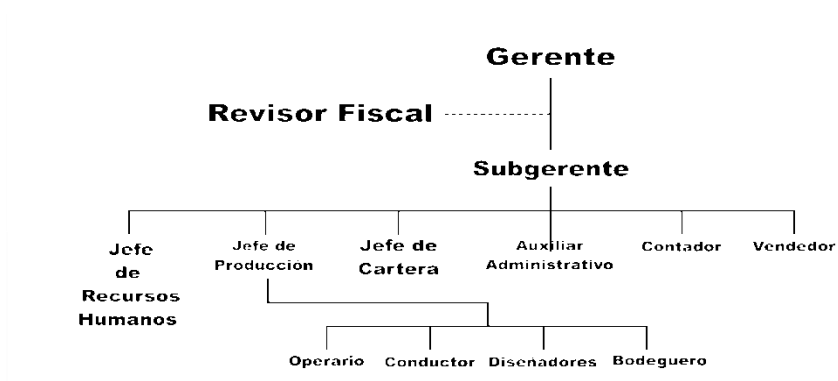 Gerente
Revisor Fiscal
Subgerente
Jefe
de
Recursos
Humanos
Jefe de
Producción
Jefe de
Cartera
Auxiliar
Administrativo
Contador
Vendedor
Operario
Conductor
Diseñadores
Bodeguero